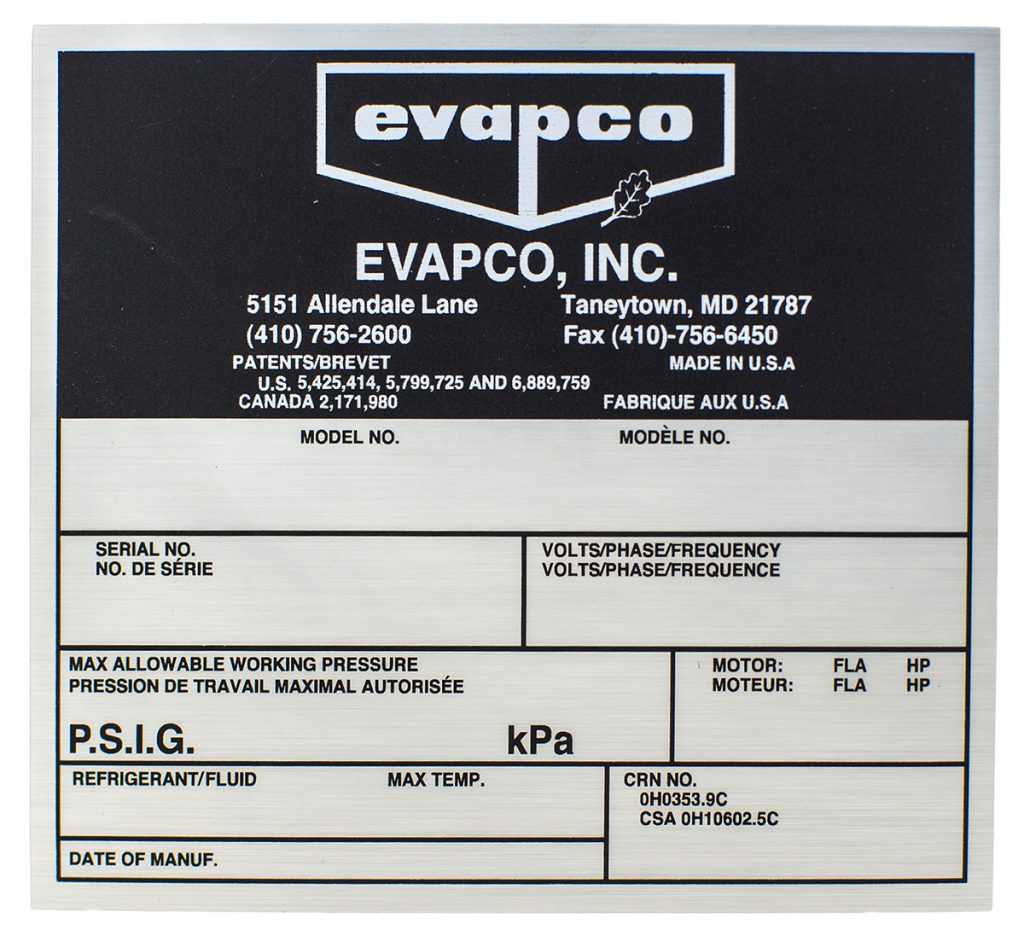 evapco
EVAPCO, INC.
5151 Allendale Lane Taneytown, MD 21787
(410) 756-2600 Fax (410)-756-6450
PATENTS/BREVET MADE IN U.S.A
U.S. 5,425,414, 5,799,725 AND 6,889,759
CANADA 2,171,980 FABRIQUE AUX U.S.A
MODEL NO. MODÈLE NO.
SERIAL NO.
NO. DE SÉRIE
VOLTS/PHASE/FREQUENCY
VOLTS/PHASE/FREQUENCE
MAX ALLOWABLE WORKING PRESSURE
PRESSION DE TRAVAIL MAXIMAL AUTORISÉE
P.S.I.G. kPa
MOTOR: FLA HP
MOTEUR: FLA HP
REFRIGERANT/FLUID MAX TEMP.
CRN NO.
0H0353.9C
CSA 0H10602.5C
DATE OF MANUF.